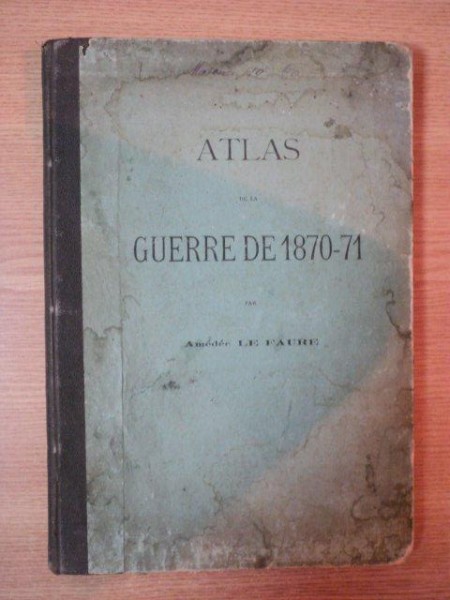 ATLAS
DE LA
GUERRE DE 1870-71
PAR
Amédée LE FAURE